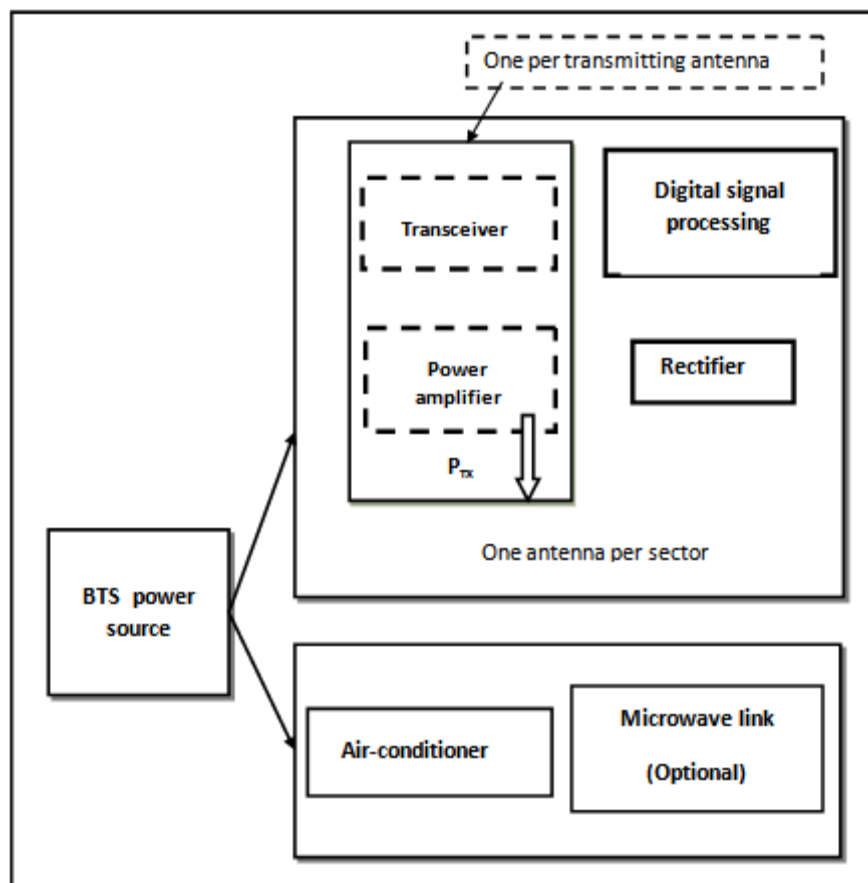 One per transmitting antenna
Transceiver
Digital signal
processing
Power
amplifier
Rectifier
PTX
One antenna per sector
BTS power
source
Air-conditioner
Microwave link
(Optional)